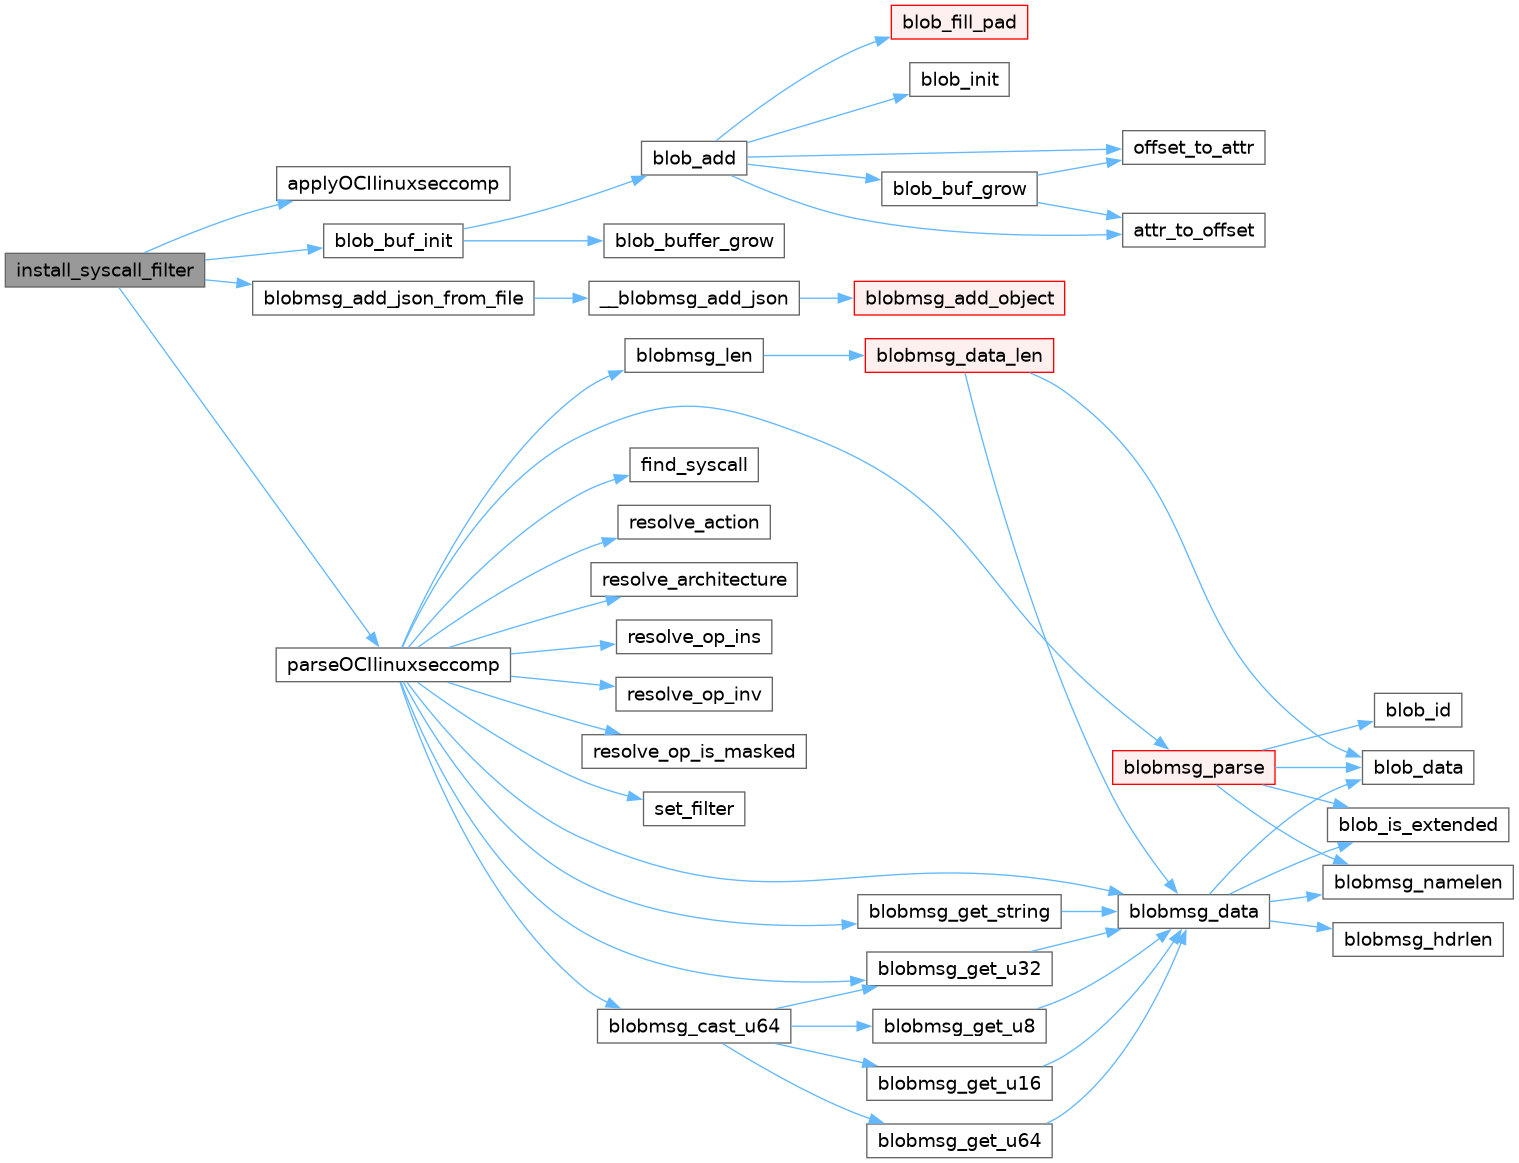 blob_fill_pad
blob_init
offset_to_attr
blob_add
applyOCIlinuxseccomp
blob_buf_grow
attr_to_offset
blob_buf_init
blob_buffer_grow
install_syscall_filter
blobmsg_add_json_from_file
__blobmsg_add_json
blobmsg_add_object
blobmsg_len
blobmsg_data_len
find_syscall
resolve_action
resolve_architecture
resolve_op_ins
parseOCIlinuxseccomp
resolve_op_inv
blob_id
resolve_op_is_masked
blobmsg_parse
blob_data
set_filter
blob_is_extended
blobmsg_namelen
blobmsg_get_string
blobmsg_data
blobmsg_hdrlen
blobmsg_get_u32
blobmsg_cast_u64
blobmsg_get_u8
blobmsg_get_u16
blobmsg_get_u64